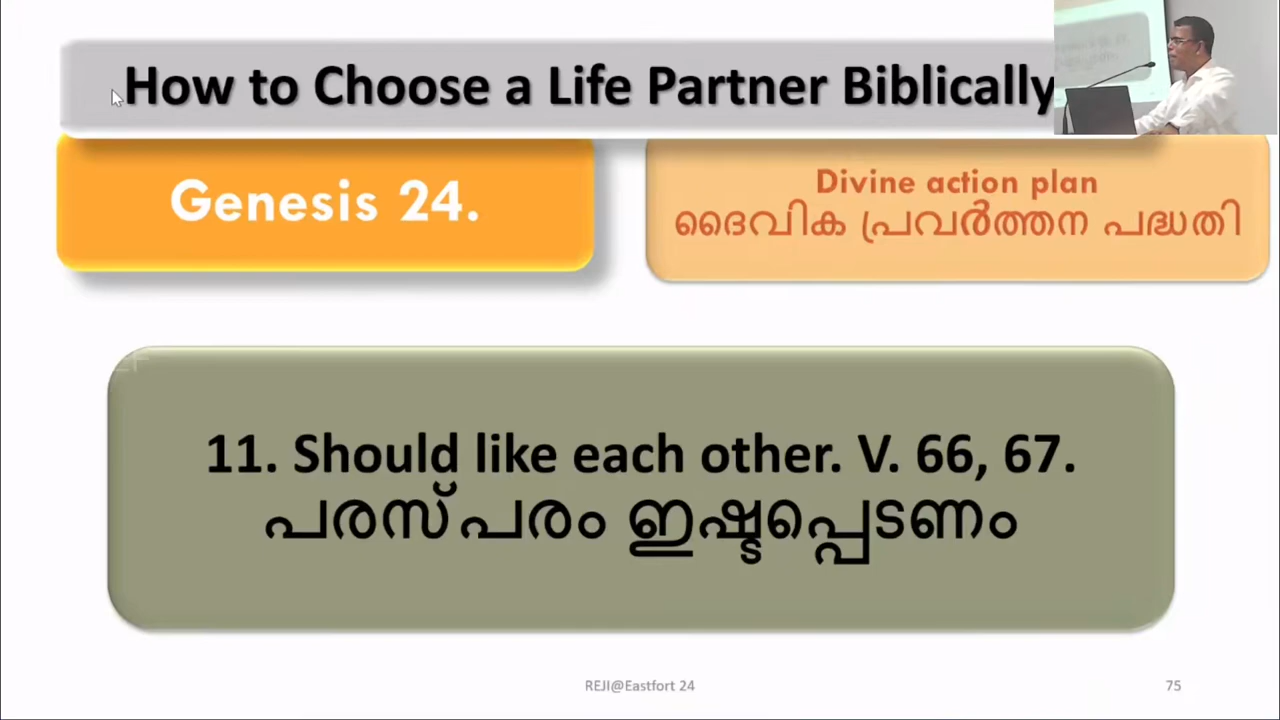 How to Choose a Life Partner Biblically
Genesis 24.
Divine action plan
ദൈവിക പ്രവർത്തന പദ്ധതി
11. Should like each other. V. 66, 67.
പരസ്പരം ഇഷ്ടപ്പെടണം
REJI@Eastfort 24
75